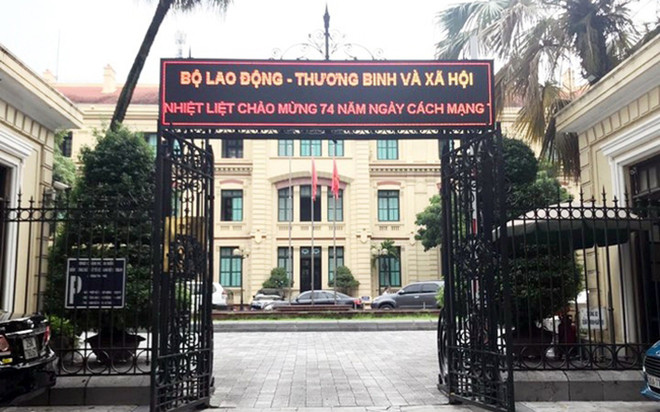 BỘ LAO ĐỘNG - THƯƠNG BINH VÀ XÃ HỘI
NHIỆT LIỆT CHÀO MỪNG 74 NĂM NGÀY CÁCH MẠNG T
P